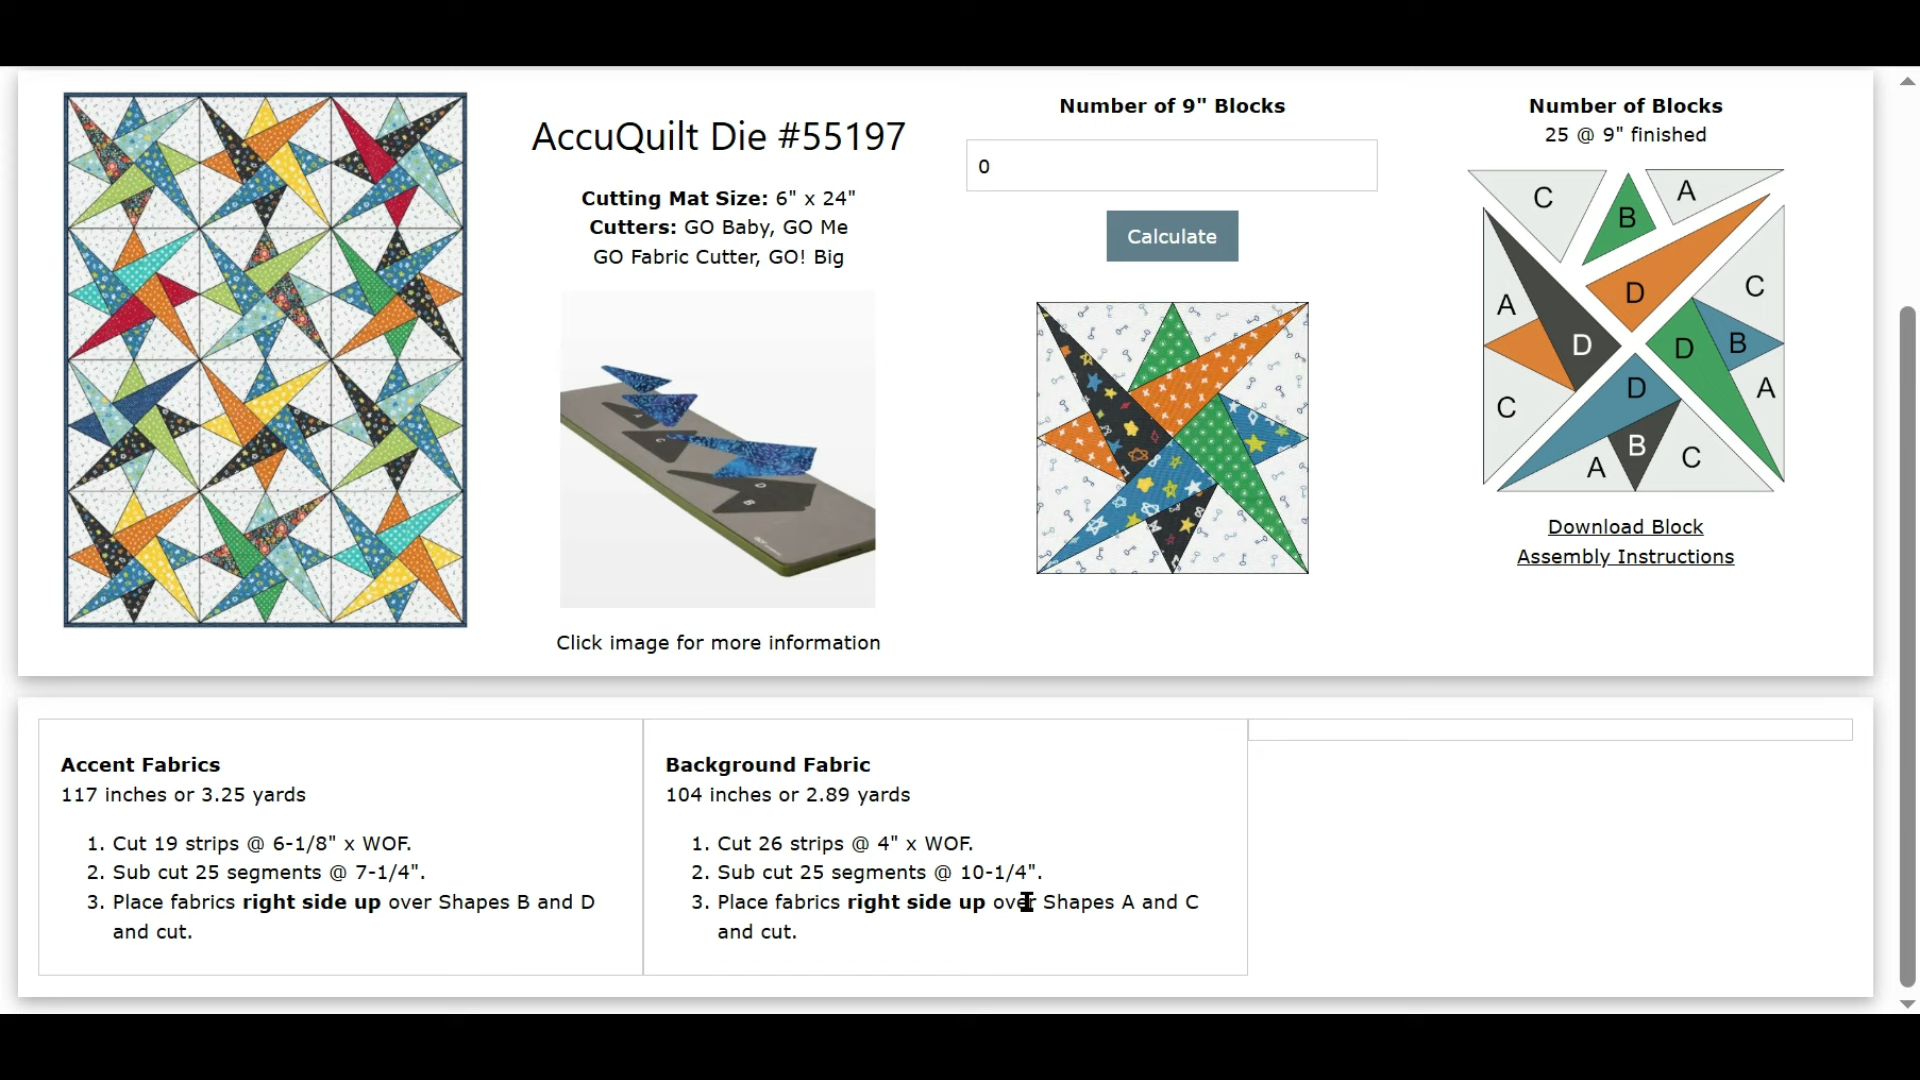 AccuQuilt Die #55197
Cutting Mat Size: 6" x 24"
Cutters: GO Baby, GO Me
GO Fabric Cutter, GO! Big
A
C
D
B
Click image for more information
Number of 9" Blocks
0
Calculate
Number of Blocks
25 @ 9" finished
C
B
A
D
C
A
D
D
B
D
C
A
B
A
C
Download Block
Assembly Instructions
Accent Fabrics
117 inches or 3.25 yards
1. Cut 19 strips @ 6-1/8" x WOF.
2. Sub cut 25 segments @ 7-1/4".
3. Place fabrics right side up over Shapes B and D
and cut.
Background Fabric
104 inches or 2.89 yards
1. Cut 26 strips @ 4" x WOF.
2. Sub cut 25 segments @ 10-1/4".
3. Place fabrics right side up over Shapes A and C
and cut.